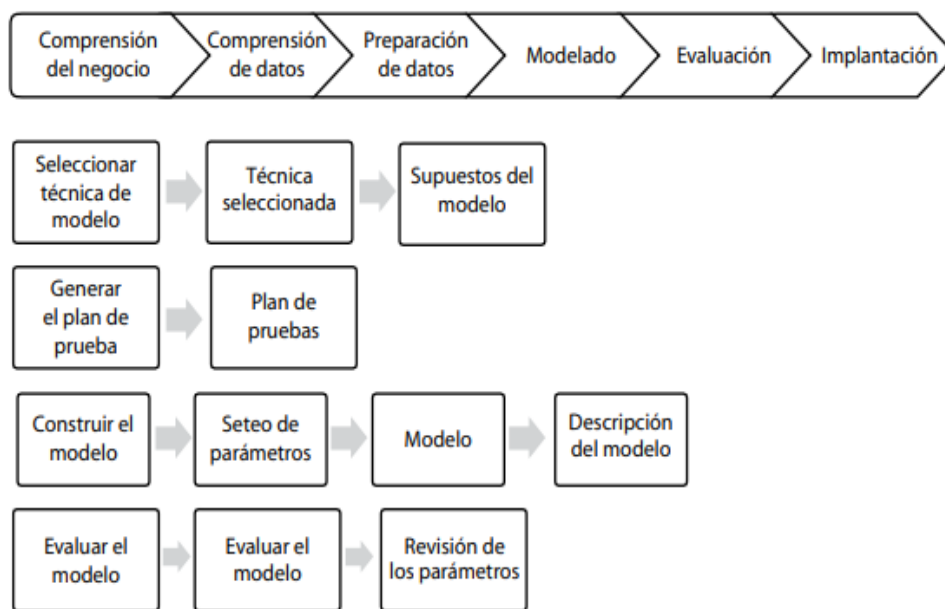 Comprensión
del negocio
Comprensión
de datos
Preparación
de datos
Modelado
Evaluación
Implantación
Seleccionar
técnica de
modelo
Técnica
seleccionada
Supuestos del
modelo
Generar
el plan de
prueba
Plan de
pruebas
Construir el
modelo
Seteo de
parámetros
Modelo
Descripción
del modelo
Evaluar el
modelo
Evaluar el
modelo
Revisión de
los parámetros